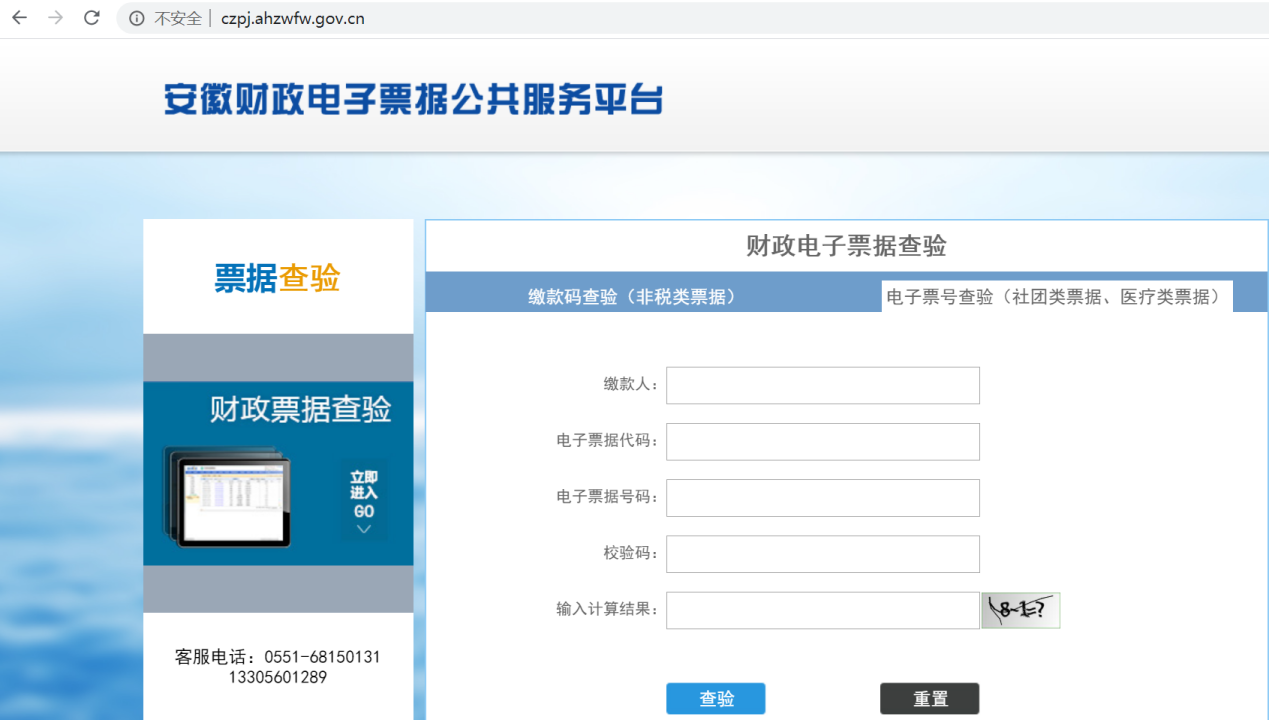 不安全
czpj.ahzwfw.gov.cn
安徽财政电子票据公共服务平台
票据查验
财政票据查验
立即
进入
GO
客服电话：0551-68150131
13305601289
财政电子票据查验
缴款码查验（非税类票据）
电子票号查验（社团类票据、医疗类票据）
缴款人：
电子票据代码：
电子票据号码：
校验码：
输入计算结果：
8-1=?
查验
重置